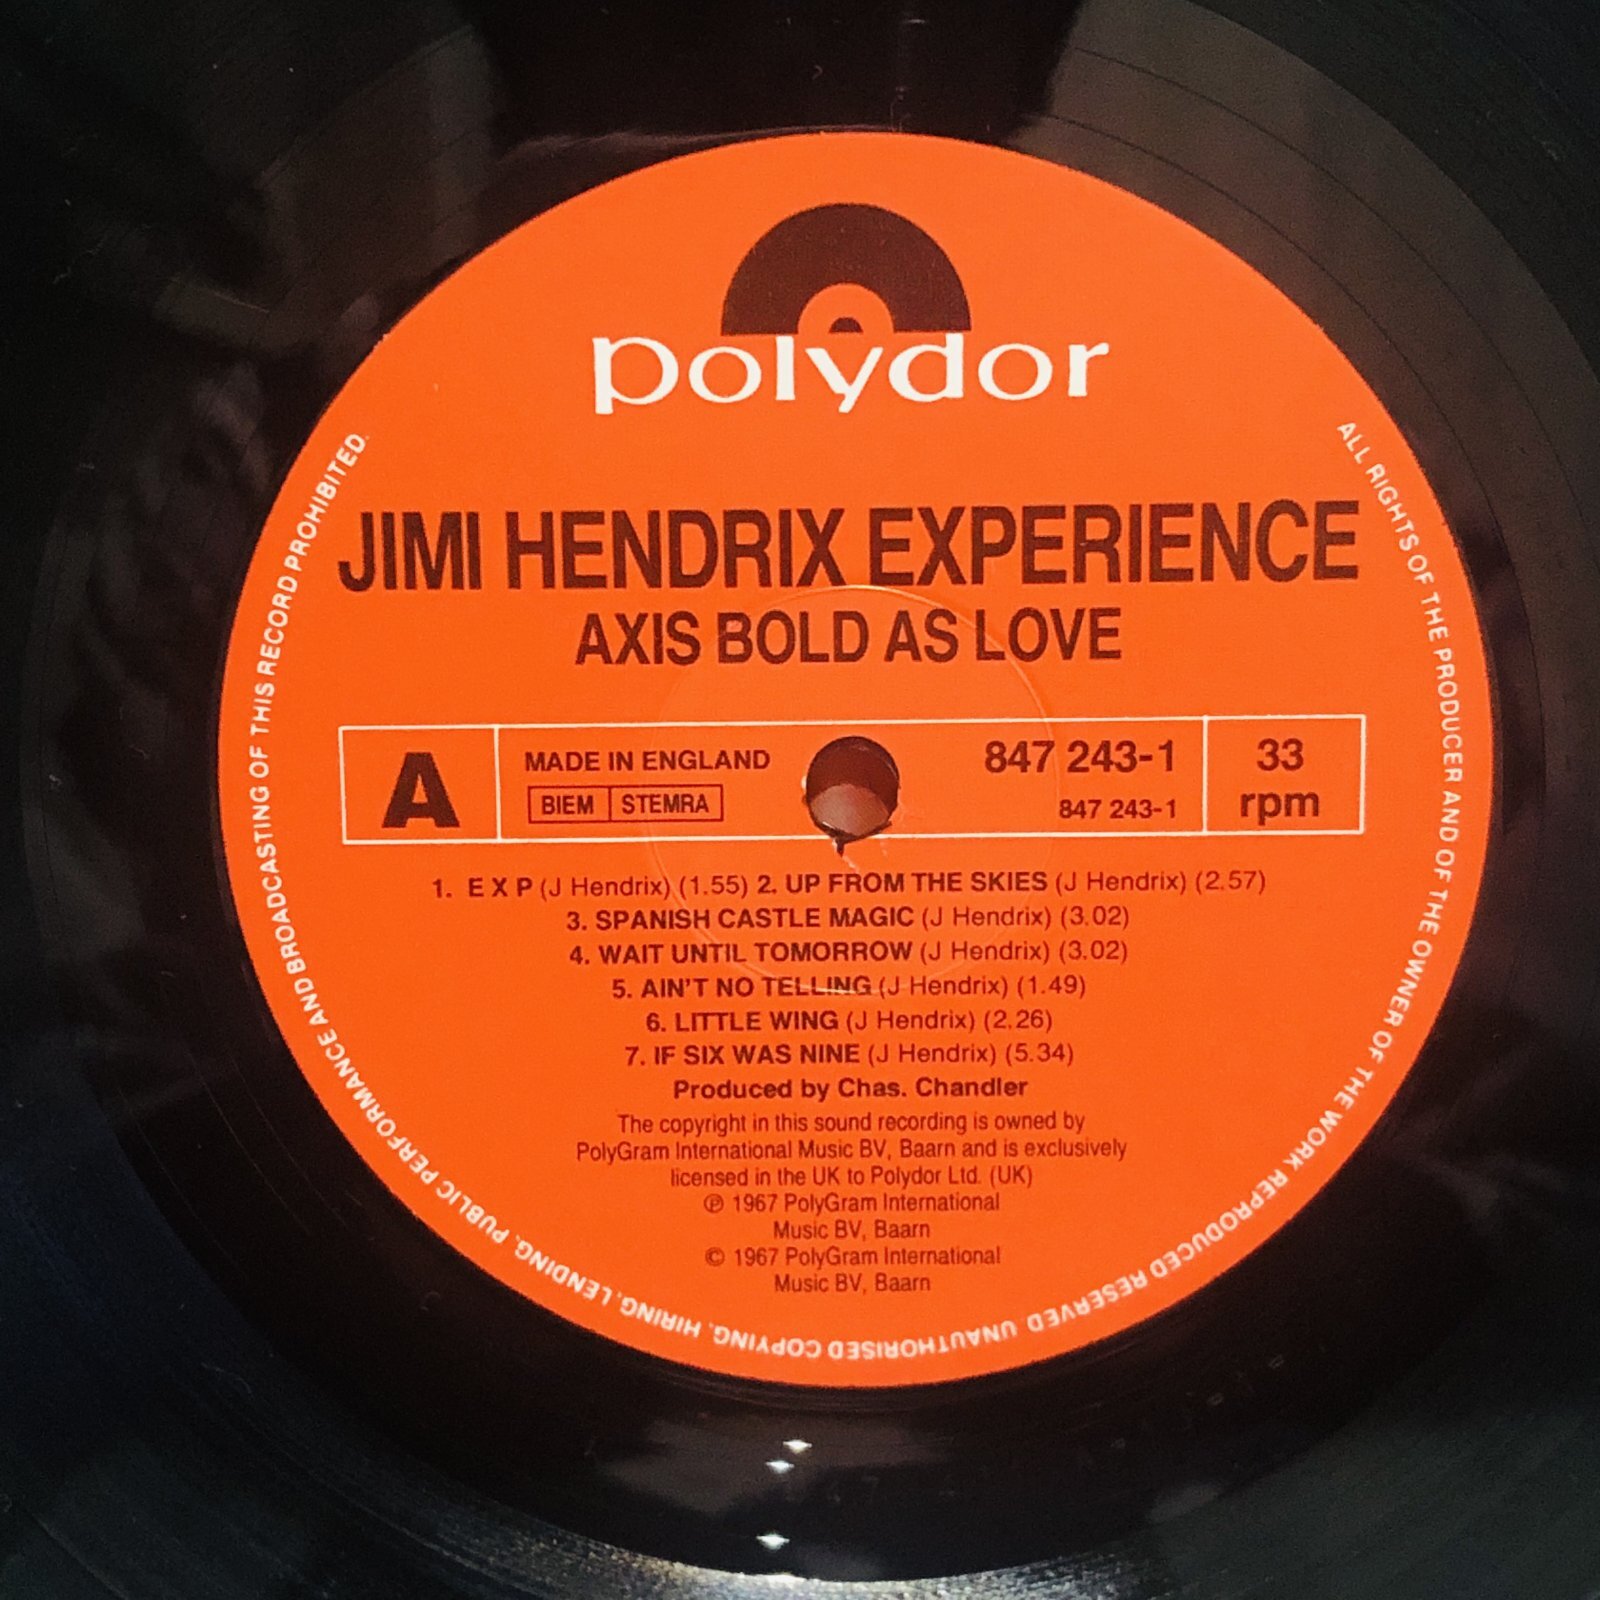 polydor
JIMI HENDRIX EXPERIENCE
AXIS BOLD AS LOVE
A
MADE IN ENGLAND
BIEM STEMRA
847 243-1
847 243-1
33
rpm
1. E X P (J Hendrix) (1.55) 2. UP FROM THE SKIES (J Hendrix) (2.57)
3. SPANISH CASTLE MAGIC (J Hendrix) (3.02)
4. WAIT UNTIL TOMORROW (J Hendrix) (3.02)
5. AIN'T NO TELLING (J Hendrix) (1.49)
6. LITTLE WING (J Hendrix) (2.26)
7. IF SIX WAS NINE (J Hendrix) (5.34)
Produced by Chas. Chandler
The copyright in this sound recording is owned by
PolyGram International Music BV, Baarn and is exclusively
licensed in the UK to Polydor Ltd. (UK)
℗ 1967 PolyGram International
Music BV, Baarn
© 1967 PolyGram International
Music BV, Baarn
ALL RIGHTS OF THE PRODUCER AND OF THE OWNER OF THE WORK REPRODUCED RESERVED UNAUTHORISED COPYING, HIRING, LENDING, PUBLIC PERFORMANCE AND BROADCASTING OF THIS RECORD PROHIBITED.